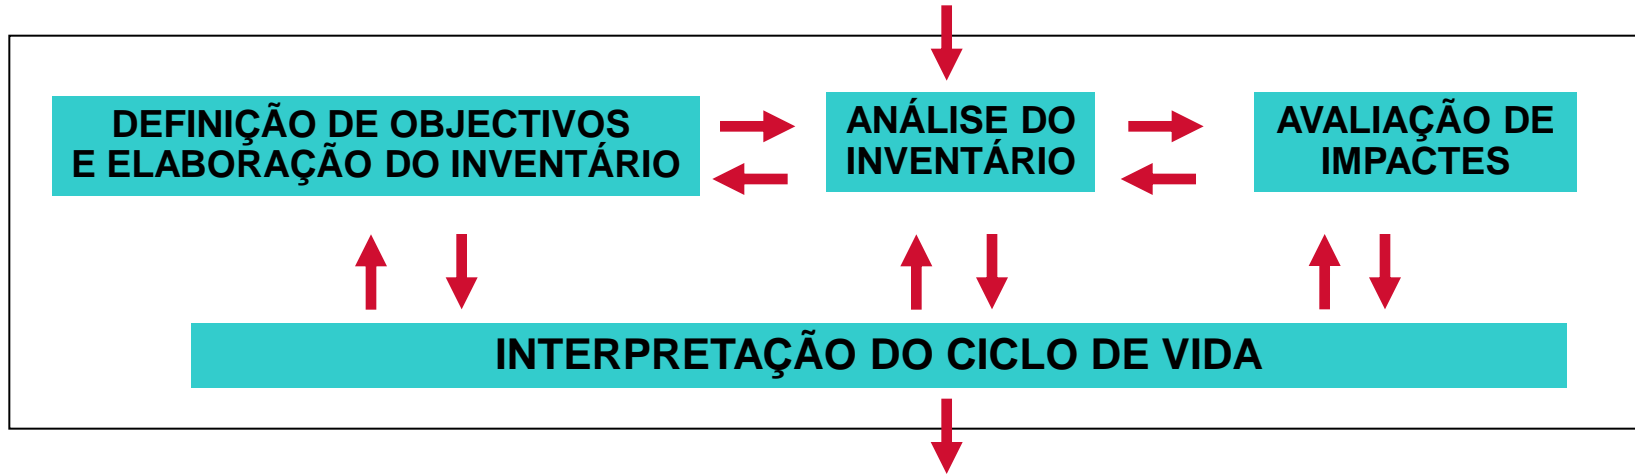 DEFINIÇÃO DE OBJECTIVOS
E ELABORAÇÃO DO INVENTÁRIO
ANÁLISE DO
INVENTÁRIO
AVALIAÇÃO DE
IMPACTES
INTERPRETAÇÃO DO CICLO DE VIDA